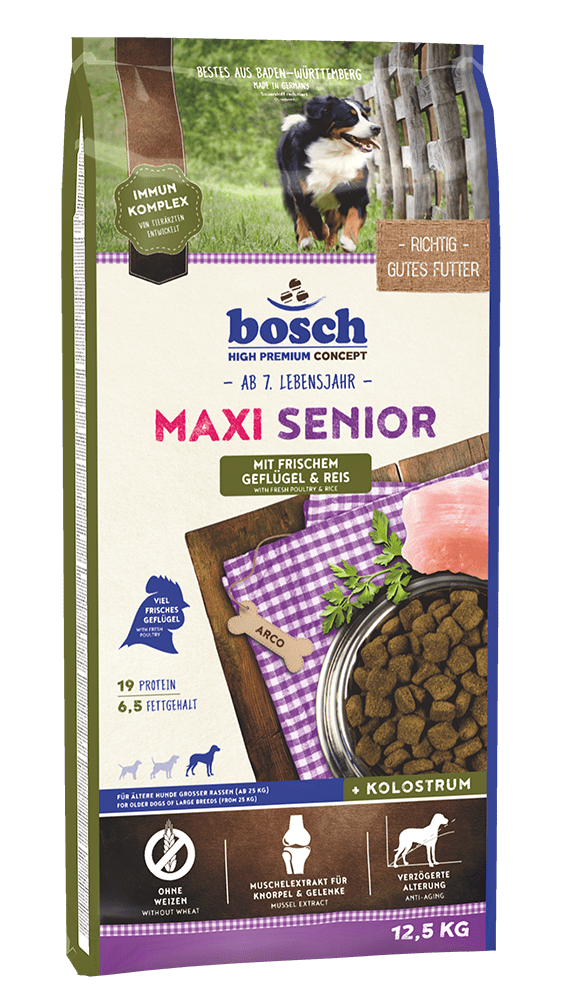 BESTES AUS BADEN-WÜRTTEMBERG
MADE IN GERMANY
Sauerstoff reduziert
IMMUN
KOMPLEX
VON TIERÄRZTEN
ENTWICKELT
- RICHTIG -
GUTES FUTTER
bosch
HIGH PREMIUM CONCEPT
- AB 7. LEBENSJAHR -
MAXI SENIOR
MIT FRISCHEM
GEFLÜGEL & REIS
WITH FRESH POULTRY & RICE
VIEL
FRISCHES
GEFLÜGEL
WITH FRESH
POULTRY
ARCO
19 PROTEIN
6,5 FETTGEHALT
+ KOLOSTRUM
FÜR ÄLTERE HUNDE GROSSER RASSEN (AB 25 KG)
FOR OLDER DOGS OF LARGE BREEDS (FROM 25 KG)
OHNE
WEIZEN
WITHOUT WHEAT
MUSCHELEXTRAKT FÜR
KNORPEL & GELENKE
MUSSEL EXTRACT
VERZÖGERTE
ALTERUNG
ANTI-AGING
12,5 KG